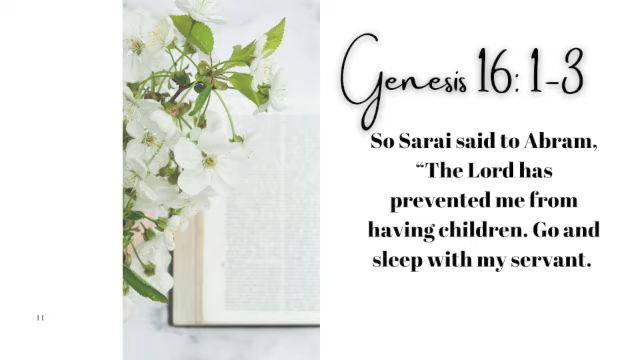 Genesis 16: 1-3
So Sarai said to Abram,
“The Lord has
prevented me from
having children. Go and
sleep with my servant.
11